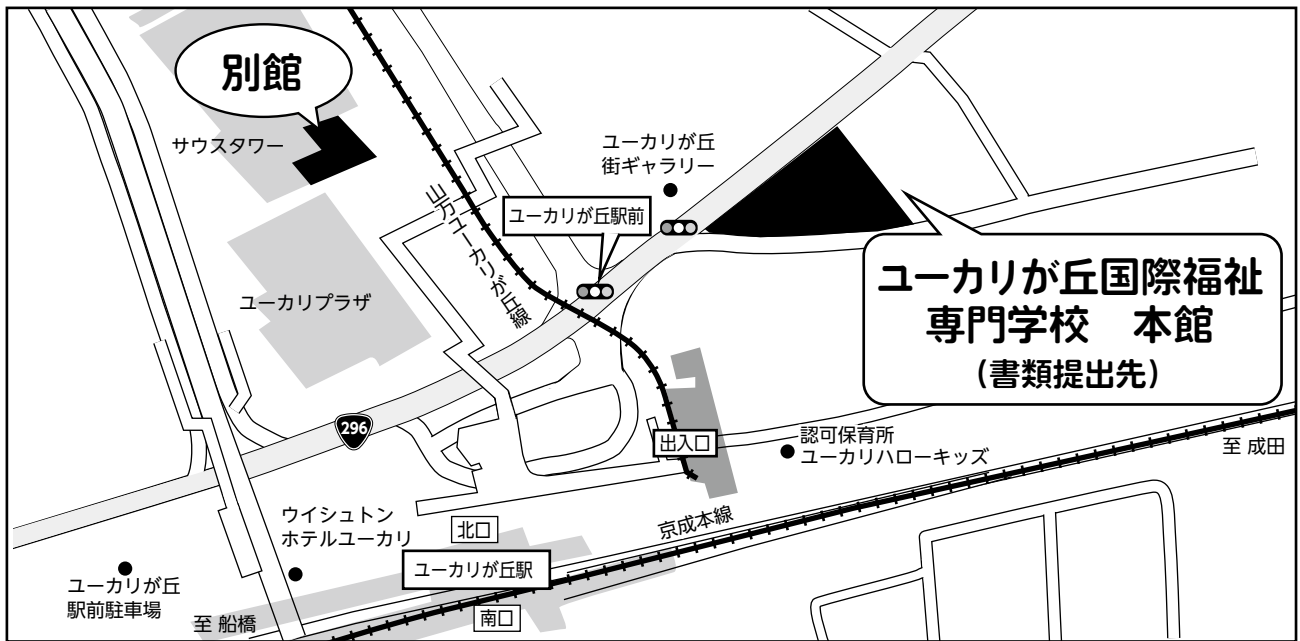 別館
サウスタワー
ユーカリが丘
街ギャラリー
ユーカリが丘駅前
山万ユーカリが丘線
ユーカリプラザ
ユーカリが丘国際福祉
専門学校　本館
(書類提出先)
296
出入口
認可保育所
ユーカリハローキッズ
至 成田
京成本線
ウイシュトン
ホテルユーカリ
北口
ユーカリが丘駅
ユーカリが丘
駅前駐車場
至 船橋
南口